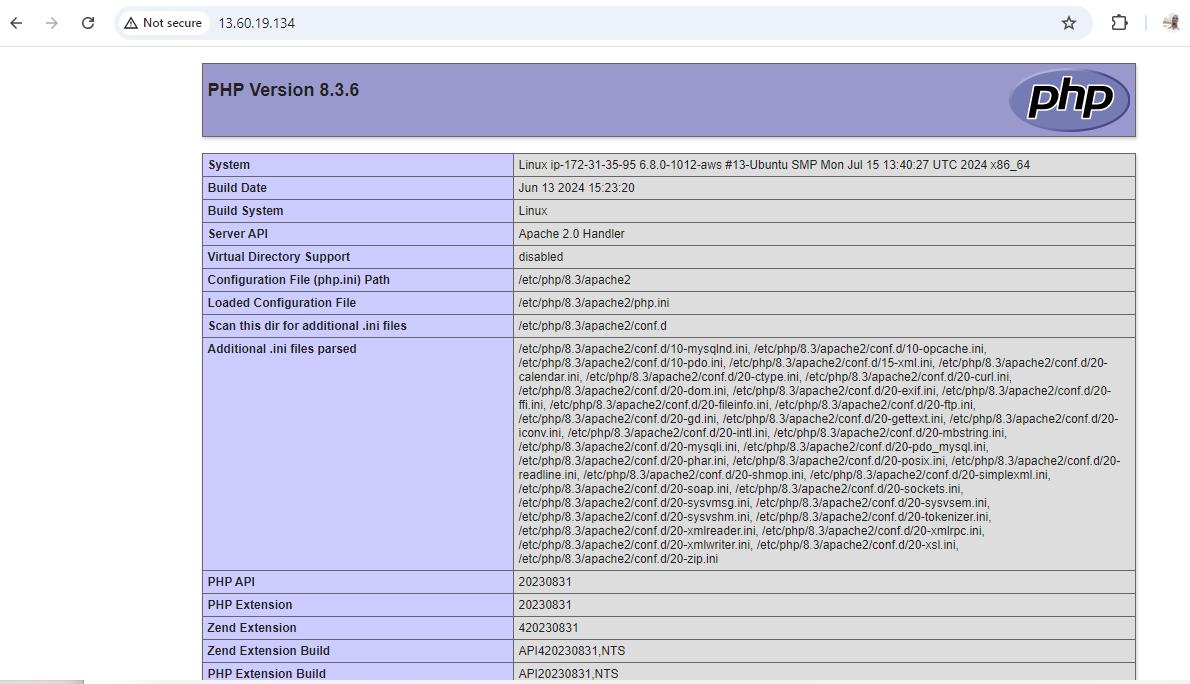 Not secure 13.60.19.134
PHP Version 8.3.6
php
System Linux ip-172-31-35-95 6.8.0-1012-aws #13-Ubuntu SMP Mon Jul 15 13:40:27 UTC 2024 x86_64
Build Date Jun 13 2024 15:23:20
Build System Linux
Server API Apache 2.0 Handler
Virtual Directory Support disabled
Configuration File (php.ini) Path /etc/php/8.3/apache2
Loaded Configuration File /etc/php/8.3/apache2/php.ini
Scan this dir for additional .ini files /etc/php/8.3/apache2/conf.d
Additional .ini files parsed /etc/php/8.3/apache2/conf.d/10-mysqlnd.ini, /etc/php/8.3/apache2/conf.d/10-opcache.ini,
/etc/php/8.3/apache2/conf.d/10-pdo.ini, /etc/php/8.3/apache2/conf.d/15-xml.ini, /etc/php/8.3/apache2/conf.d/20-
calendar.ini, /etc/php/8.3/apache2/conf.d/20-ctype.ini, /etc/php/8.3/apache2/conf.d/20-curl.ini,
/etc/php/8.3/apache2/conf.d/20-dom.ini, /etc/php/8.3/apache2/conf.d/20-exif.ini, /etc/php/8.3/apache2/conf.d/20-
ffi.ini, /etc/php/8.3/apache2/conf.d/20-fileinfo.ini, /etc/php/8.3/apache2/conf.d/20-ftp.ini,
/etc/php/8.3/apache2/conf.d/20-gd.ini, /etc/php/8.3/apache2/conf.d/20-gettext.ini, /etc/php/8.3/apache2/conf.d/20-
iconv.ini, /etc/php/8.3/apache2/conf.d/20-intl.ini, /etc/php/8.3/apache2/conf.d/20-mbstring.ini,
/etc/php/8.3/apache2/conf.d/20-mysqli.ini, /etc/php/8.3/apache2/conf.d/20-pdo_mysql.ini,
/etc/php/8.3/apache2/conf.d/20-phar.ini, /etc/php/8.3/apache2/conf.d/20-posix.ini, /etc/php/8.3/apache2/conf.d/20-
readline.ini, /etc/php/8.3/apache2/conf.d/20-shmop.ini, /etc/php/8.3/apache2/conf.d/20-simplexml.ini,
/etc/php/8.3/apache2/conf.d/20-soap.ini, /etc/php/8.3/apache2/conf.d/20-sockets.ini,
/etc/php/8.3/apache2/conf.d/20-sysvmsg.ini, /etc/php/8.3/apache2/conf.d/20-sysvsem.ini,
/etc/php/8.3/apache2/conf.d/20-sysvshm.ini, /etc/php/8.3/apache2/conf.d/20-tokenizer.ini,
/etc/php/8.3/apache2/conf.d/20-xmlreader.ini, /etc/php/8.3/apache2/conf.d/20-xmlrpc.ini,
/etc/php/8.3/apache2/conf.d/20-xmlwriter.ini, /etc/php/8.3/apache2/conf.d/20-xsl.ini,
/etc/php/8.3/apache2/conf.d/20-zip.ini
PHP API 20230831
PHP Extension 20230831
Zend Extension 420230831
Zend Extension Build API420230831,NTS
PHP Extension Build API20230831,NTS